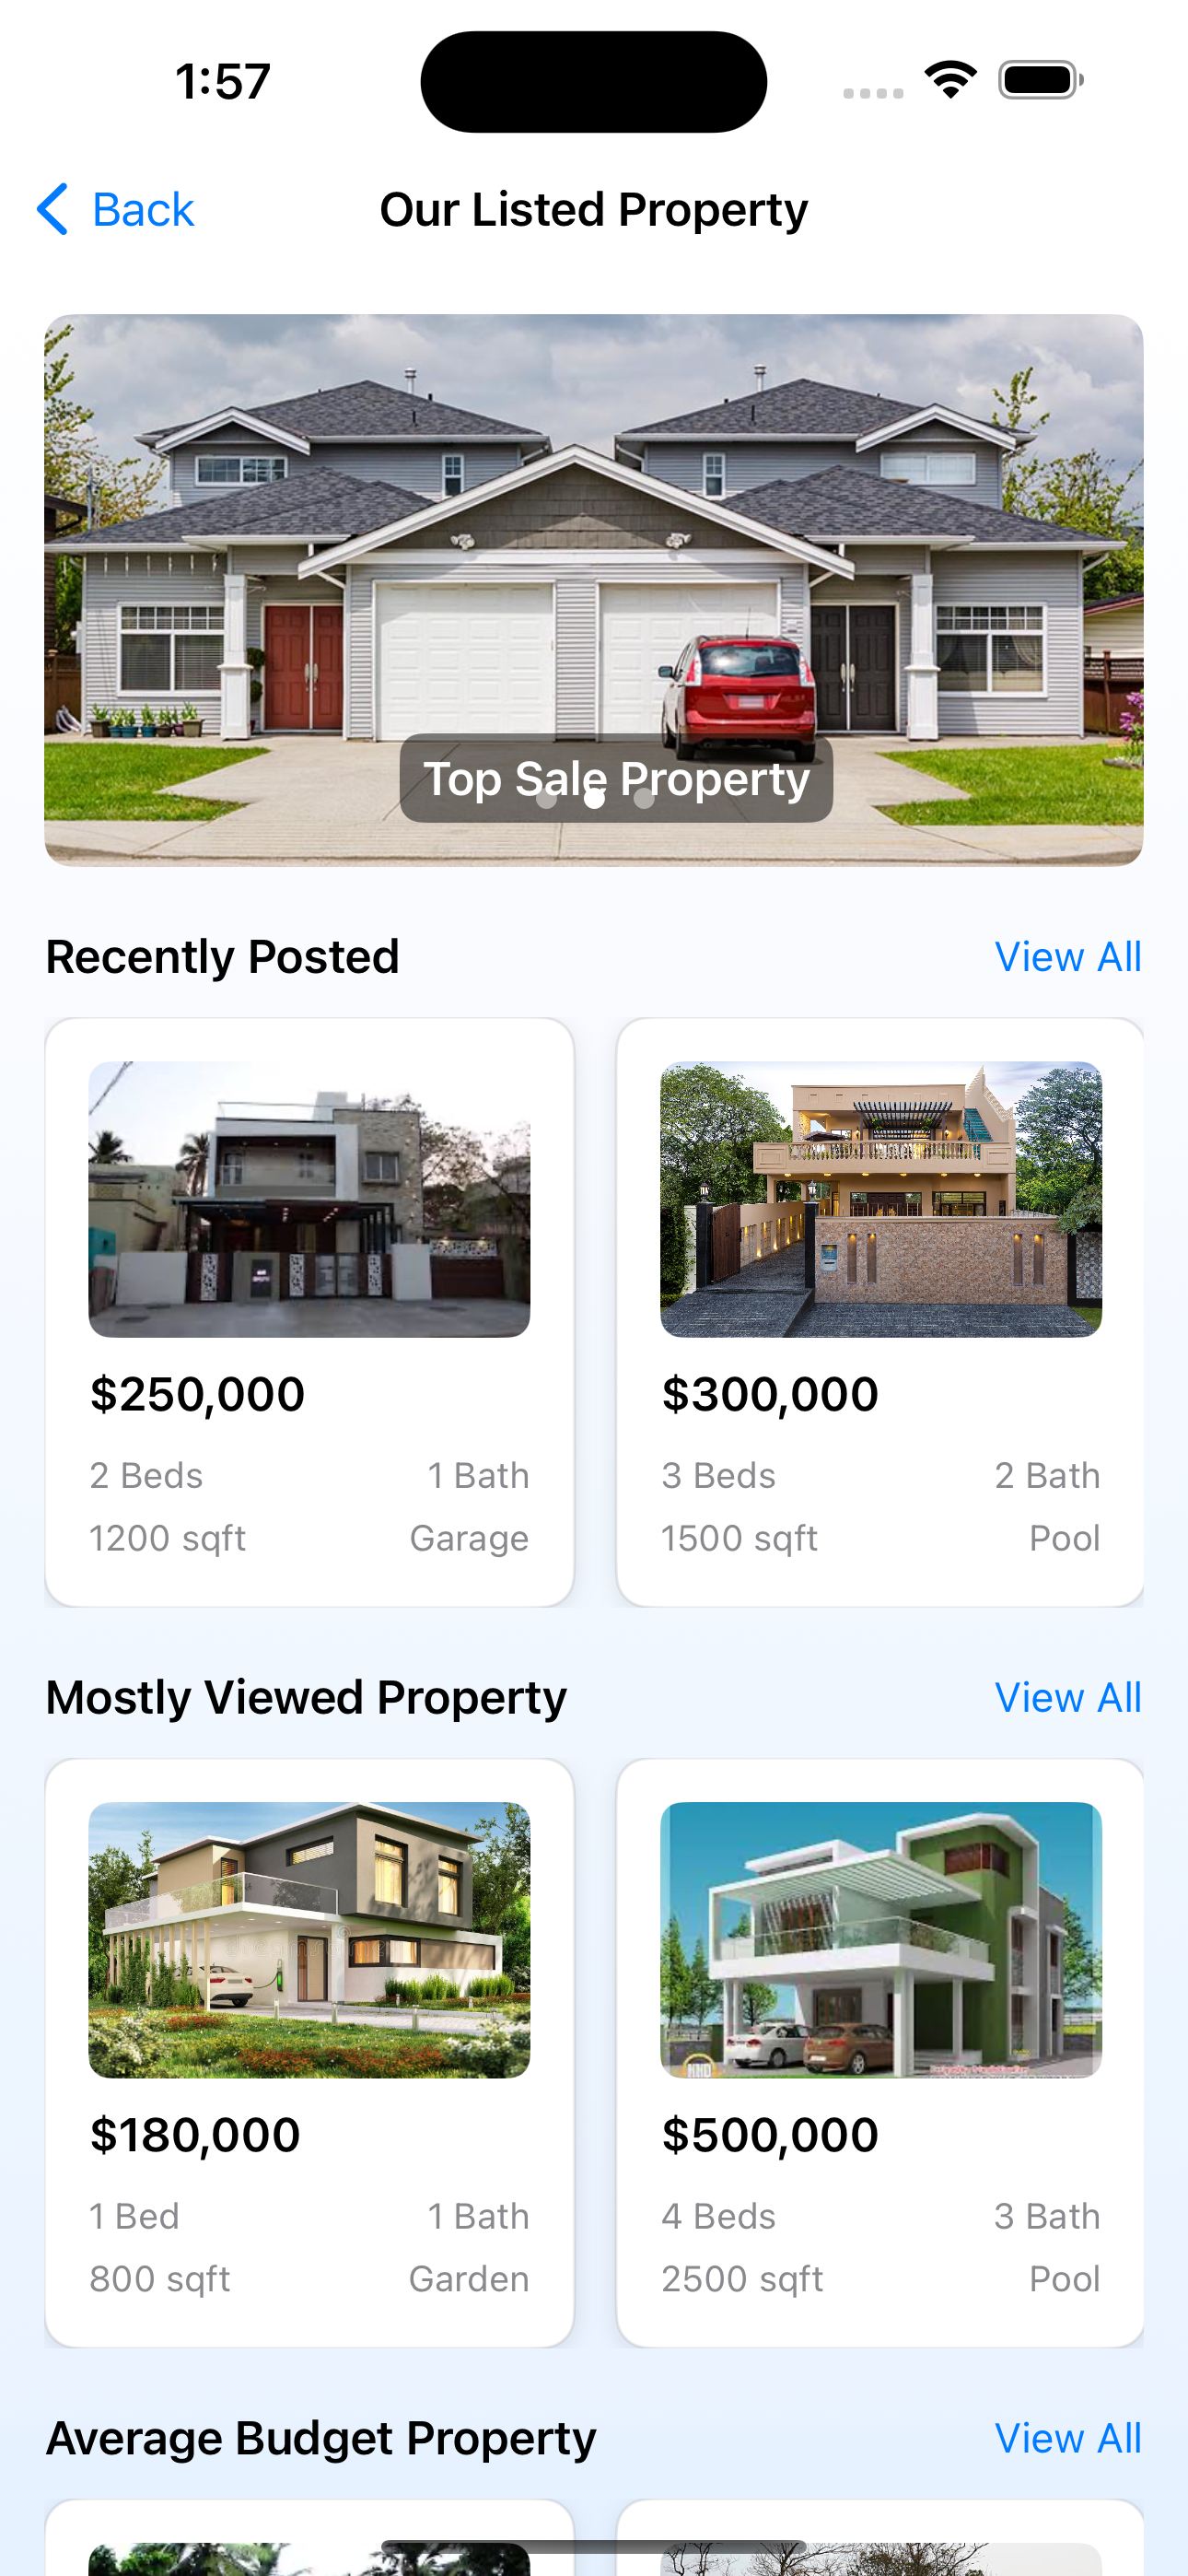 1:57
Back
Our Listed Property
Top Sale Property
Recently Posted
View All
$250,000
2 Beds
1 Bath
1200 sqft
Garage
$300,000
3 Beds
2 Bath
1500 sqft
Pool
Mostly Viewed Property
View All
$180,000
1 Bed
1 Bath
800 sqft
Garden
$500,000
4 Beds
3 Bath
2500 sqft
Pool
Average Budget Property
View All